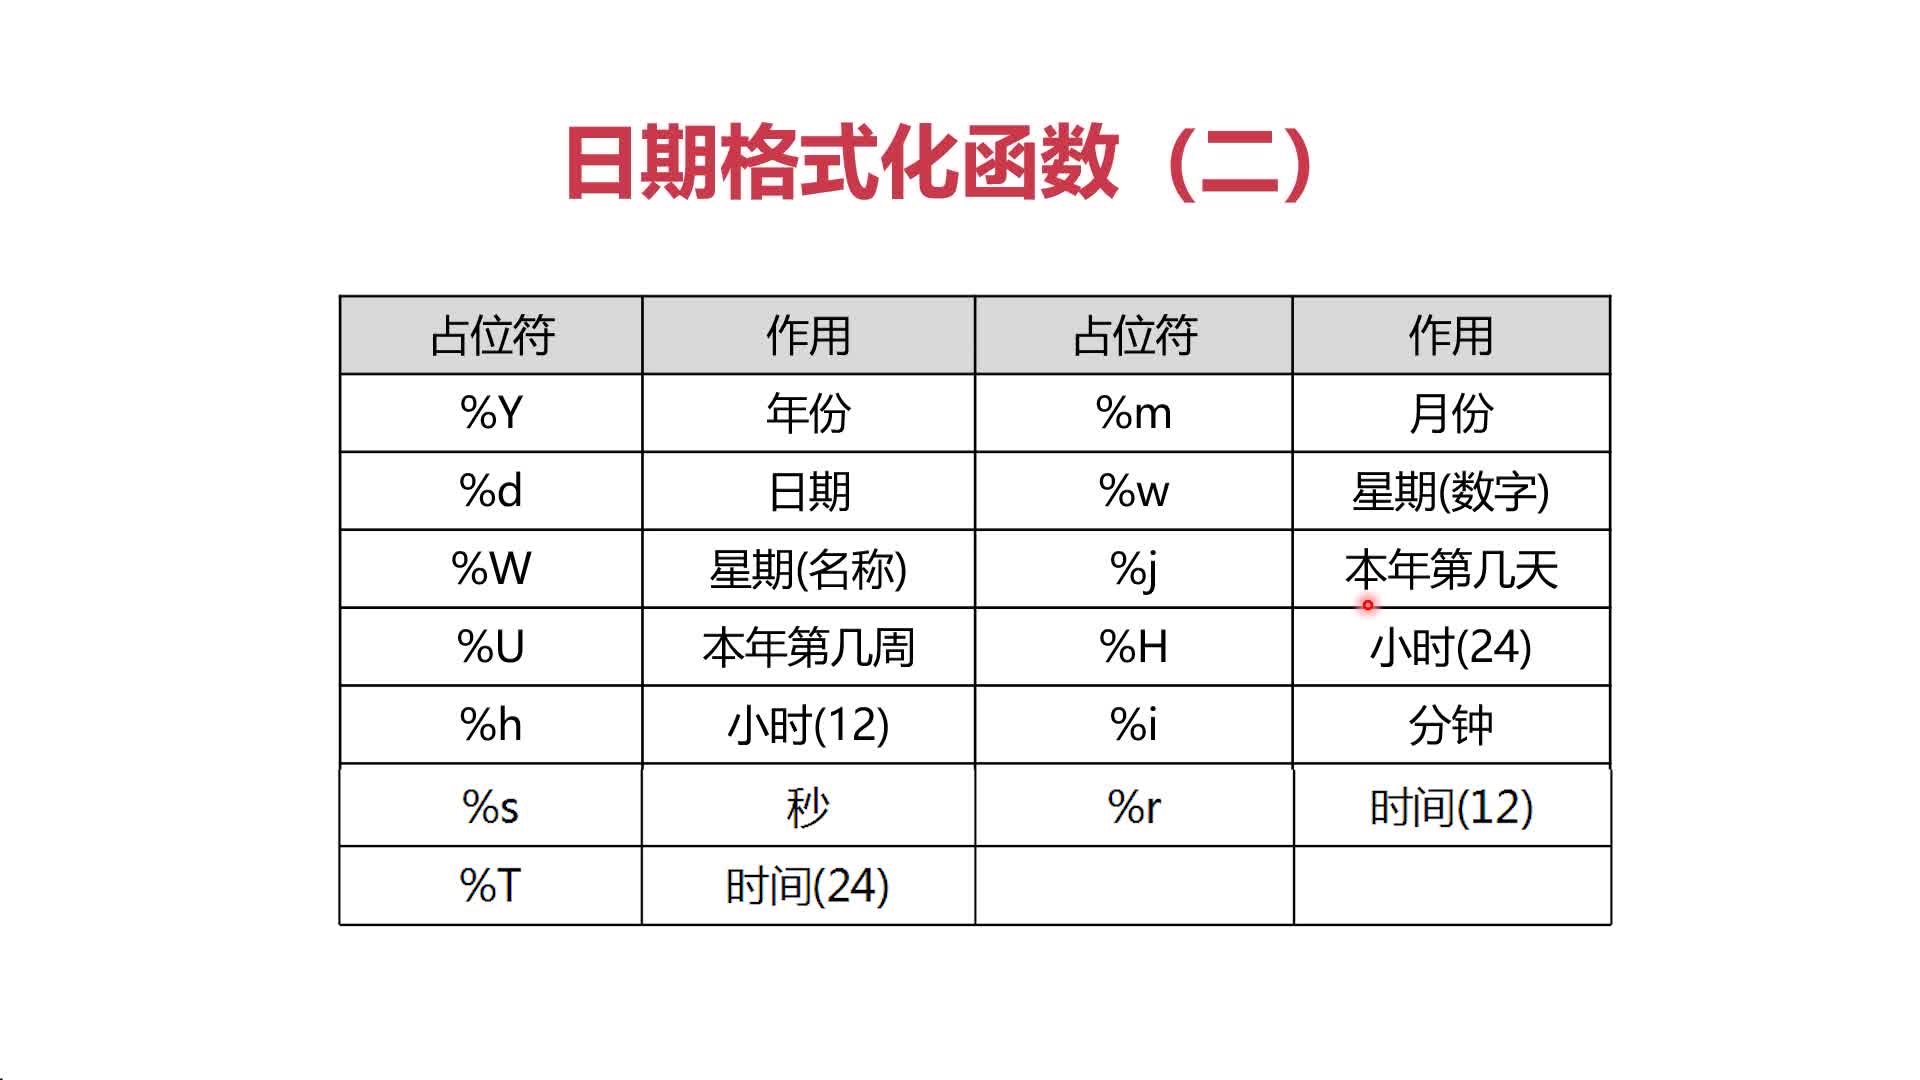 日期格式化函数（二）
占位符 作用 占位符 作用
%Y 年份 %m 月份
%d 日期 %w 星期(数字)
%W 星期(名称) %j 本年第几天
%U 本年第几周 %H 小时(24)
%h 小时(12) %i 分钟
%s 秒 %r 时间(12)
%T 时间(24)